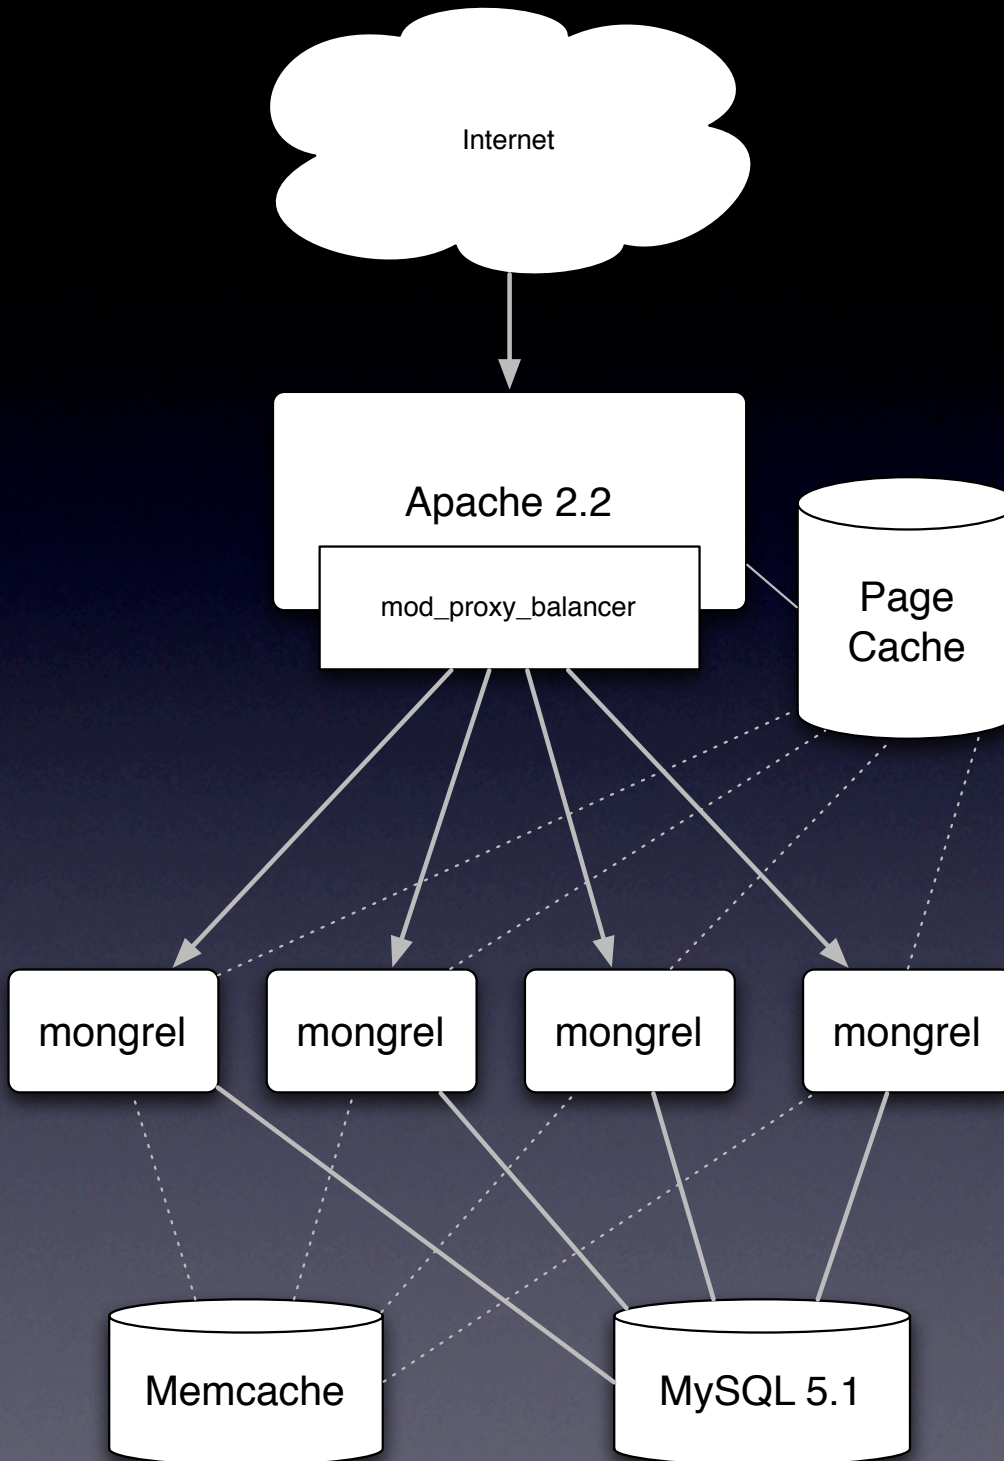 Internet
Apache 2.2
mod_proxy_balancer
Page
Cache
mongrel
mongrel
mongrel
mongrel
Memcache
MySQL 5.1